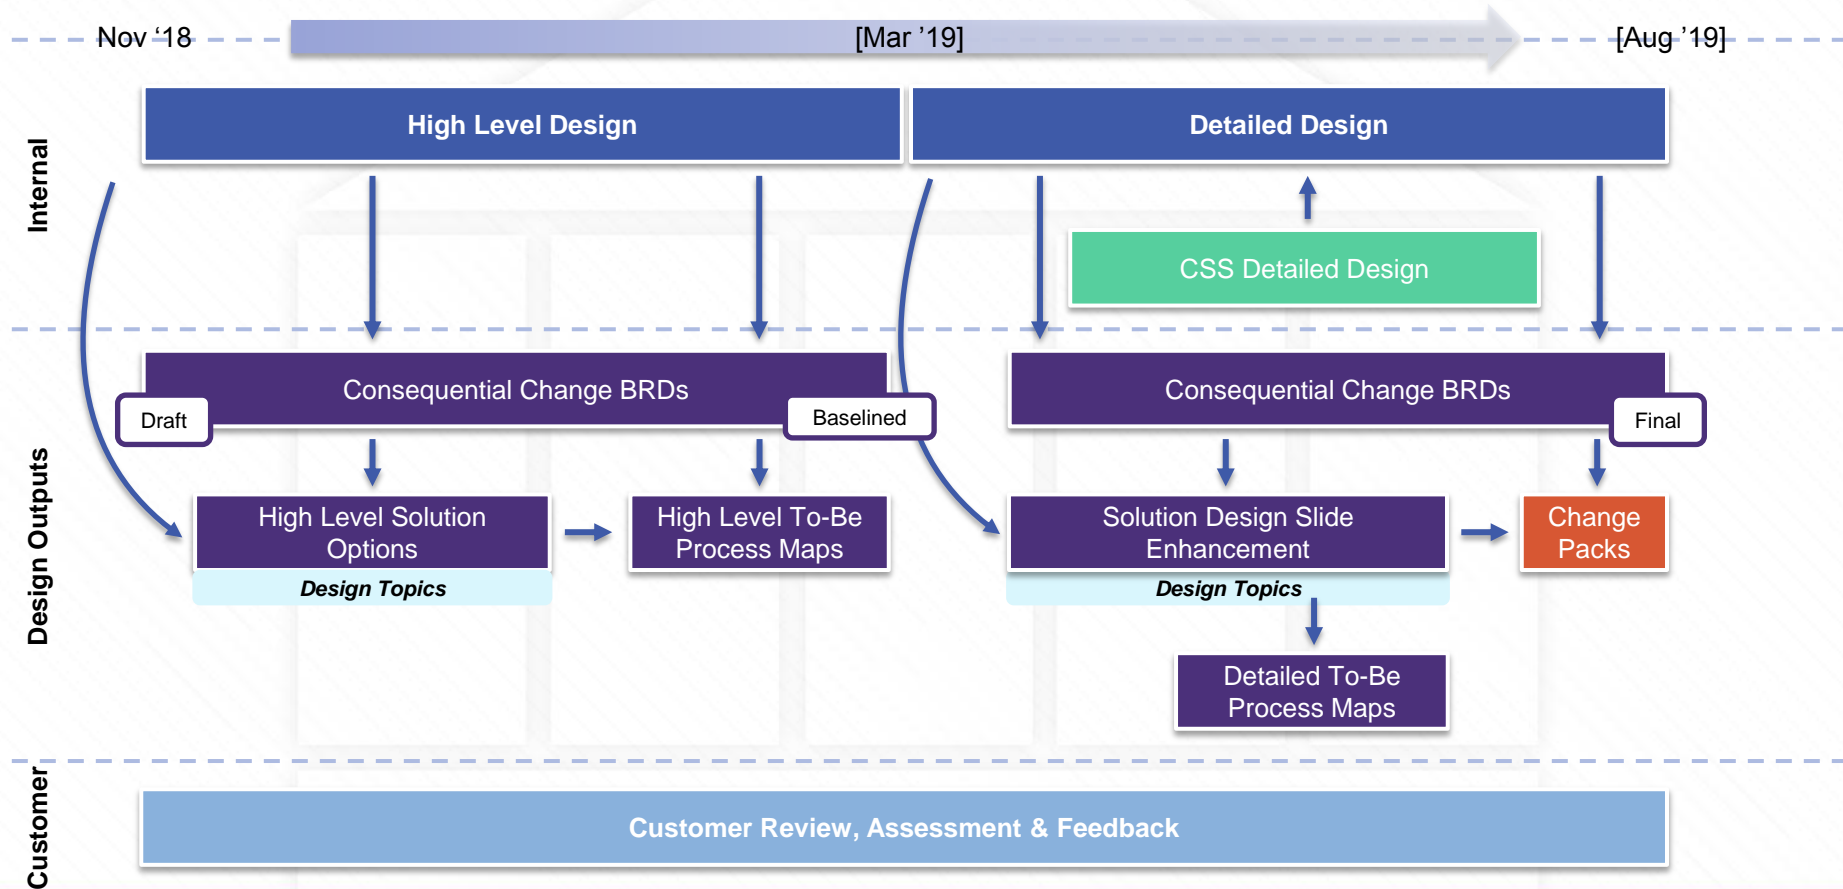 Nov ‘18
[Mar ’19]
[Aug ’19]
Internal
High Level Design
Detailed Design
CSS Detailed Design
Design Outputs
Consequential Change BRDs
Draft
Baselined
Consequential Change BRDs
Final
High Level Solution
Options
Design Topics
High Level To-Be
Process Maps
Solution Design Slide
Enhancement
Design Topics
Change
Packs
Detailed To-Be
Process Maps
Customer
Customer Review, Assessment & Feedback